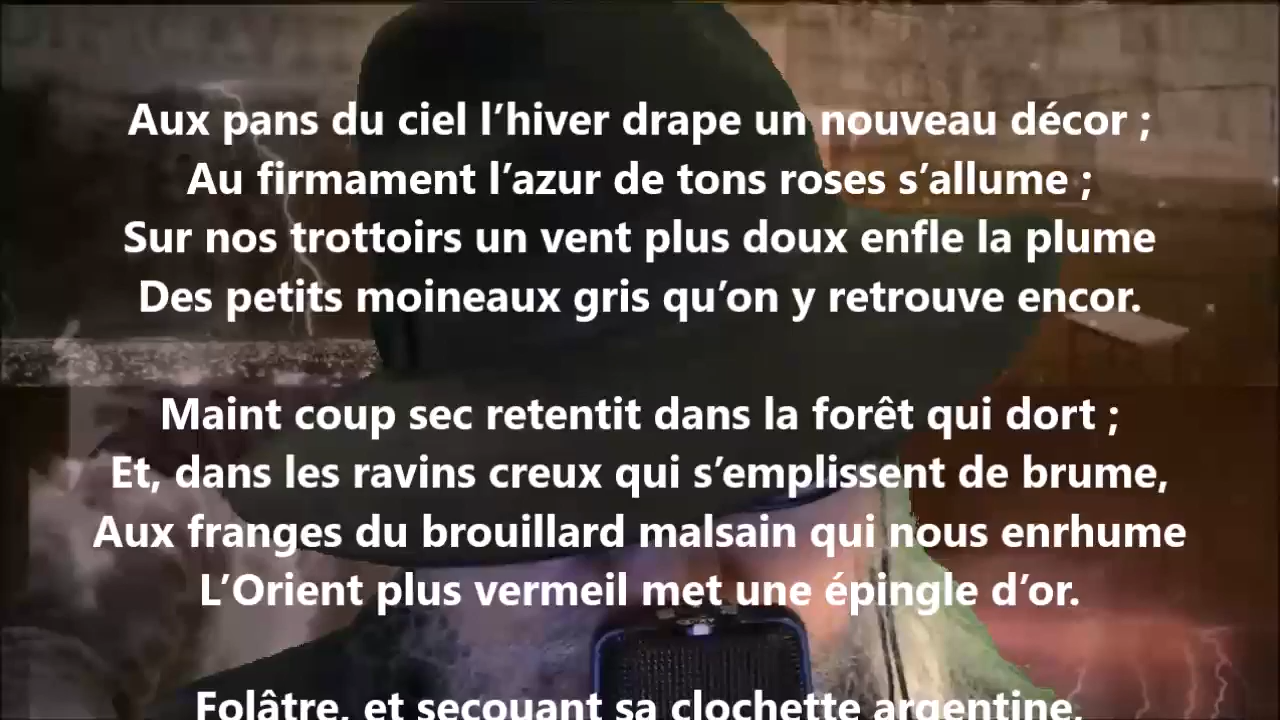 Aux pans du ciel l’hiver drape un nouveau décor ;
Au firmament l’azur de tons roses s’allume ;
Sur nos trottoirs un vent plus doux enfle la plume
Des petits moineaux gris qu’on y retrouve encor.
Maint coup sec retentit dans la forêt qui dort ;
Et, dans les ravins creux qui s’emplissent de brume,
Aux franges du brouillard malsain qui nous enrhume
L’Orient plus vermeil met une épingle d’or.
Folâtre, et secouant sa clochette argentine,